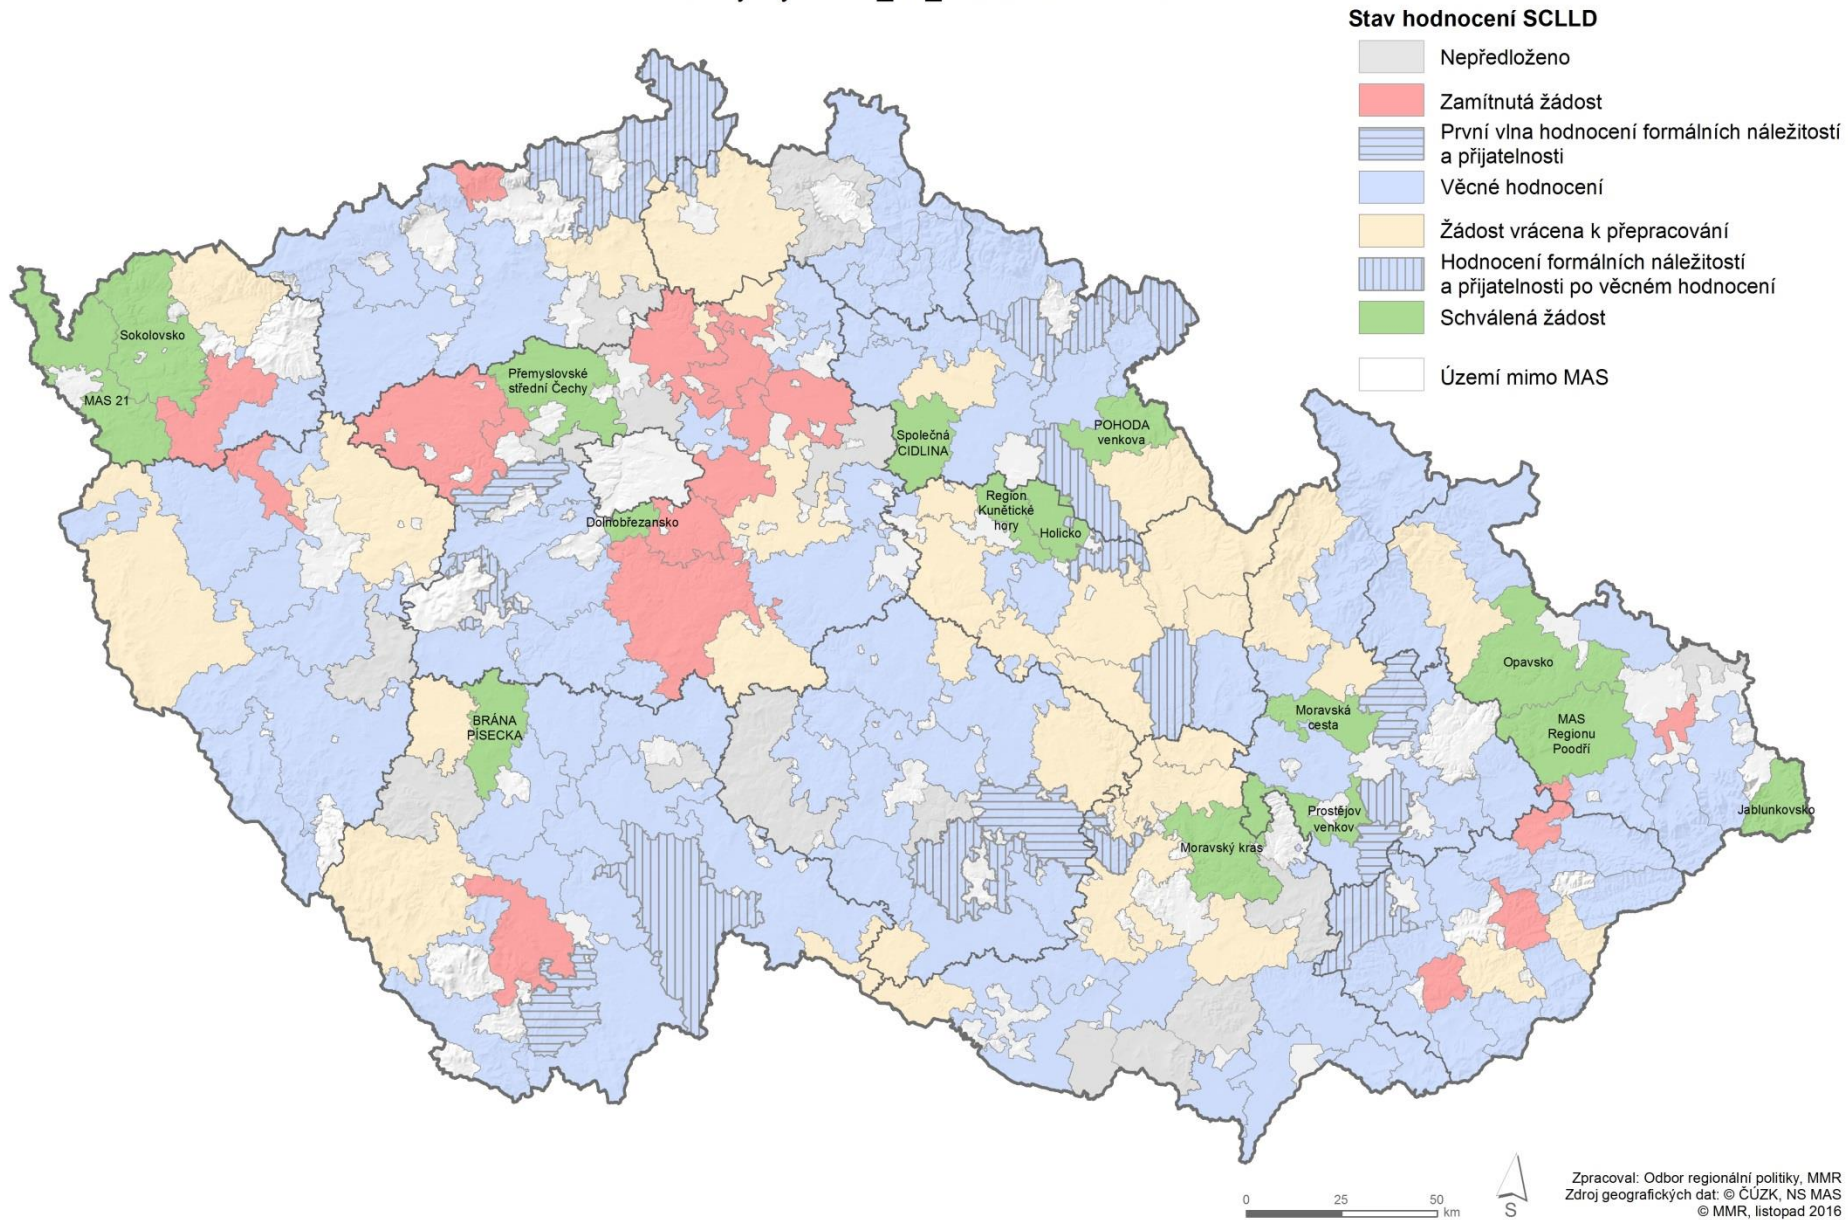 Stav hodnocení SCLLD
Nepředloženo
Zamítnutá žádost
První vlna hodnocení formálních náležitostí
a přijatelnosti
Věcné hodnocení
Žádost vrácena k přepracování
Hodnocení formálních náležitostí
a přijatelnosti po věcném hodnocení
Schválená žádost
Území mimo MAS
Sokolovsko
MAS 21
Přemyslovské
střední Čechy
Společná
CIDLINA
POHODA
venkova
Region
Kunětické
hory
Holicko
Dolnobřezansko
Opavsko
BRÁNA
PÍSECKA
Moravská
cesta
MAS
Regionu
Poodří
Prostějov
venkov
Jablunkovsko
Moravský kras
0 25 50
km
S
Zpracoval: Odbor regionální politiky, MMR
Zdroj geografických dat: © ČÚZK, NS MAS
© MMR, listopad 2016